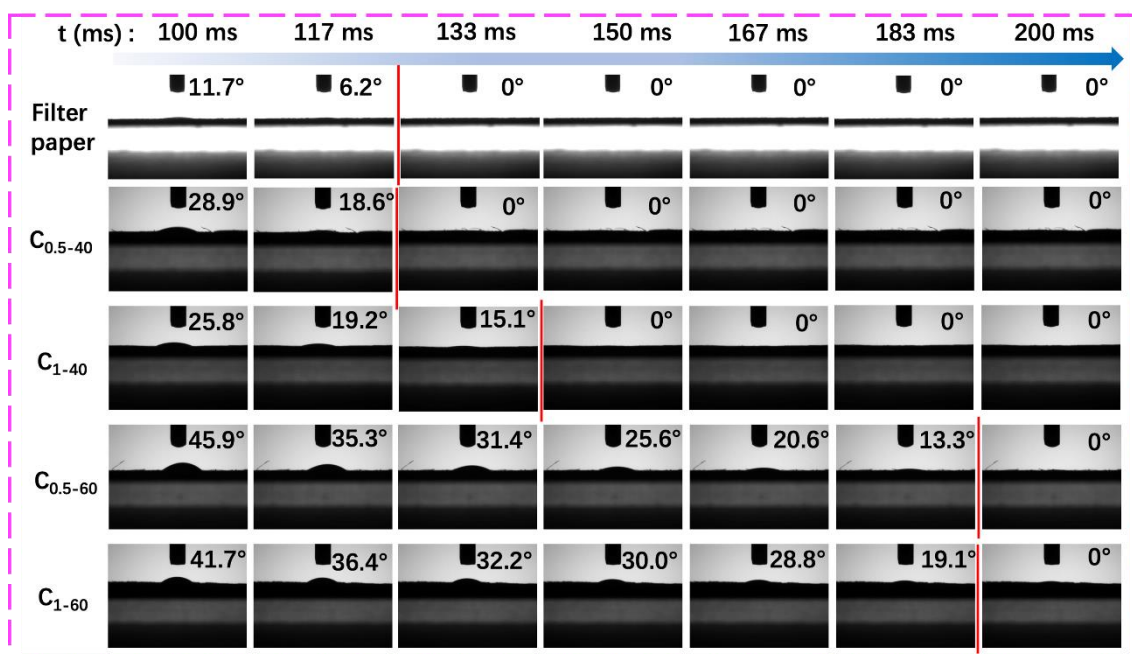 t (ms) : 100 ms 117 ms 133 ms 150 ms 167 ms 183 ms 200 ms
Filter paper 11.7° 6.2° 0° 0° 0° 0° 0°
C0.5-40 28.9° 18.6° 0° 0° 0° 0° 0°
C1-40 25.8° 19.2° 15.1° 0° 0° 0° 0°
C0.5-60 45.9° 35.3° 31.4° 25.6° 20.6° 13.3° 0°
C1-60 41.7° 36.4° 32.2° 30.0° 28.8° 19.1° 0°